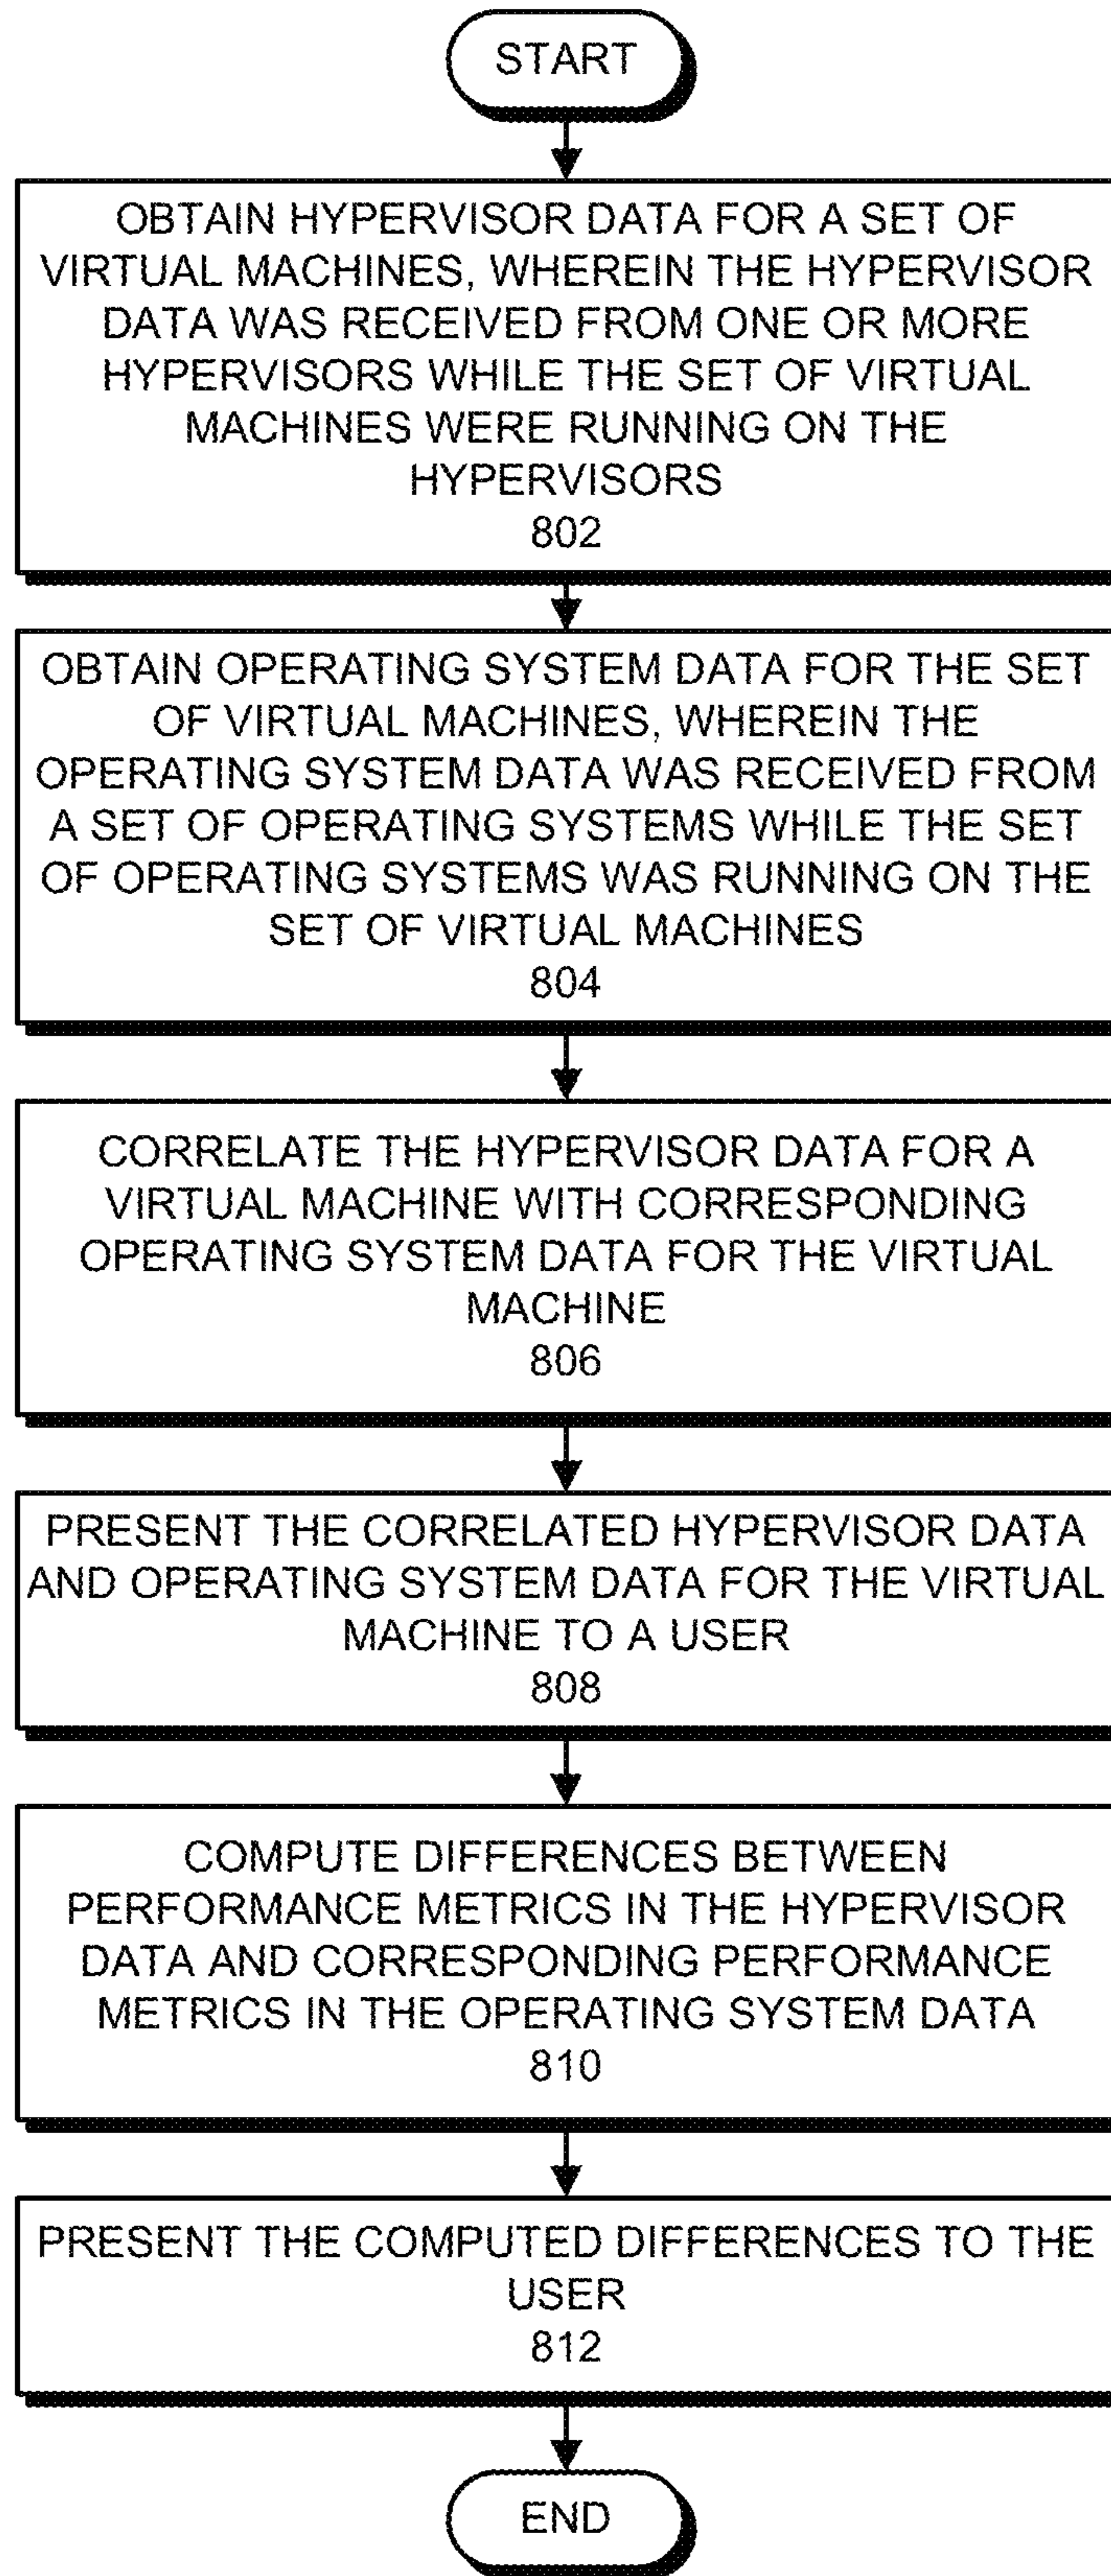 START
OBTAIN HYPERVISOR DATA FOR A SET OF
VIRTUAL MACHINES, WHEREIN THE HYPERVISOR
DATA WAS RECEIVED FROM ONE OR MORE
HYPERVISORS WHILE THE SET OF VIRTUAL
MACHINES WERE RUNNING ON THE
HYPERVISORS
802
OBTAIN OPERATING SYSTEM DATA FOR THE SET
OF VIRTUAL MACHINES, WHEREIN THE
OPERATING SYSTEM DATA WAS RECEIVED FROM
A SET OF OPERATING SYSTEMS WHILE THE SET
OF OPERATING SYSTEMS WAS RUNNING ON THE
SET OF VIRTUAL MACHINES
804
CORRELATE THE HYPERVISOR DATA FOR A
VIRTUAL MACHINE WITH CORRESPONDING
OPERATING SYSTEM DATA FOR THE VIRTUAL
MACHINE
806
PRESENT THE CORRELATED HYPERVISOR DATA
AND OPERATING SYSTEM DATA FOR THE VIRTUAL
MACHINE TO A USER
808
COMPUTE DIFFERENCES BETWEEN
PERFORMANCE METRICS IN THE HYPERVISOR
DATA AND CORRESPONDING PERFORMANCE
METRICS IN THE OPERATING SYSTEM DATA
810
PRESENT THE COMPUTED DIFFERENCES TO THE
USER
812
END